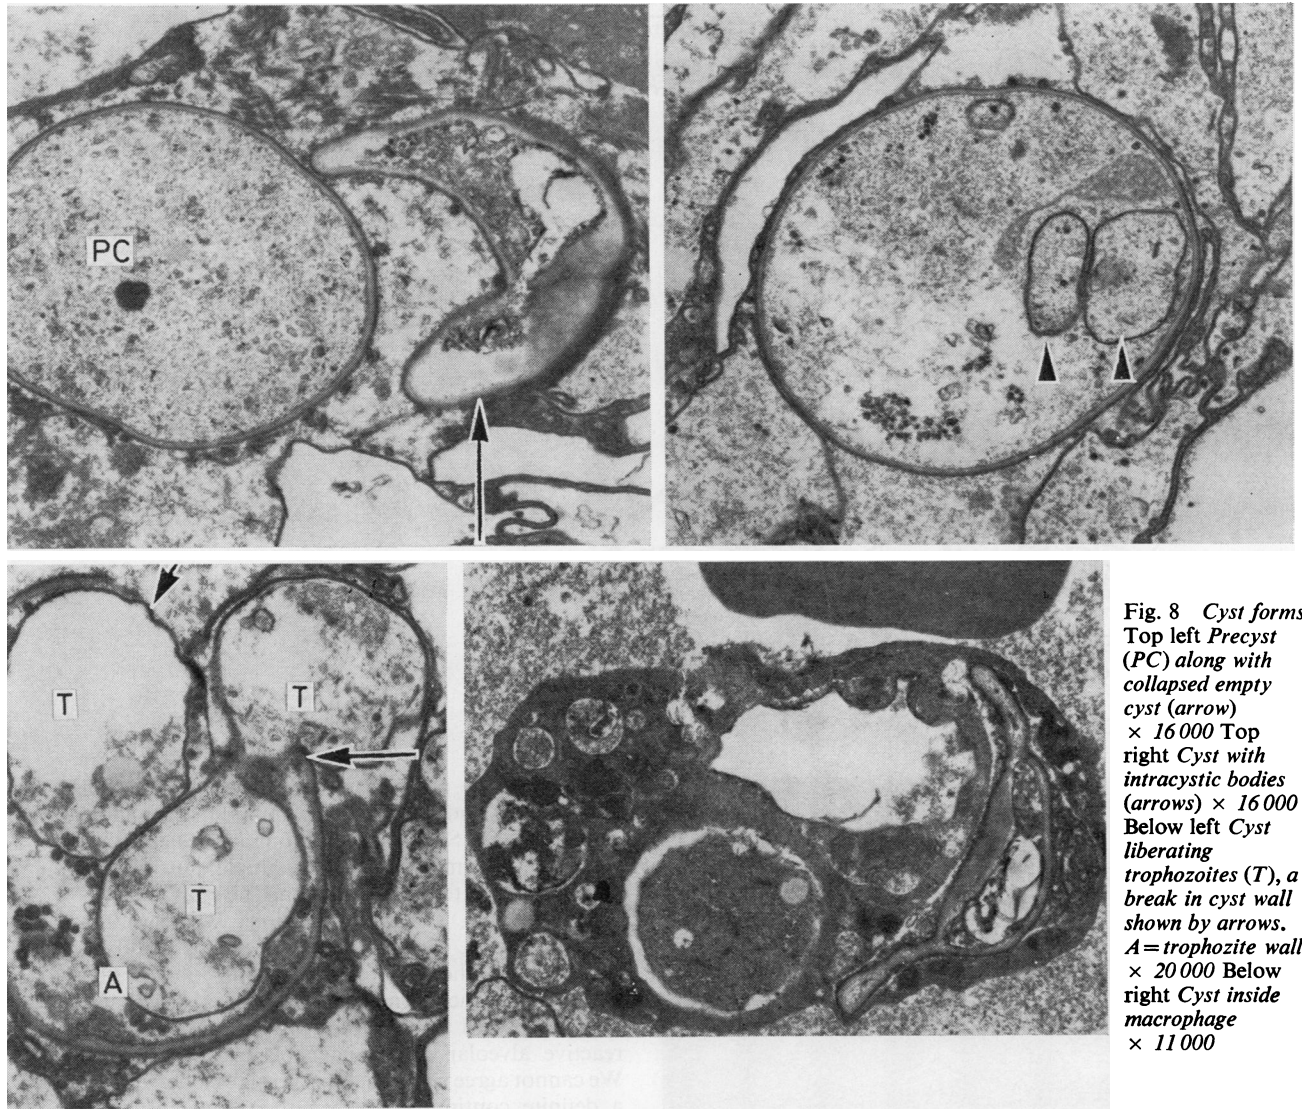 PC
T
T
T
A
Fig. 8 Cyst forms
Top left Precyst
(PC) along with
collapsed empty
cyst (arrow)
× 16 000 Top
right Cyst with
intracystic bodies
(arrows) × 16 000
Below left Cyst
liberating
trophozoites (T), a
break in cyst wall
shown by arrows.
A=trophozite wall
× 20 000 Below
right Cyst inside
macrophage
× 11 000